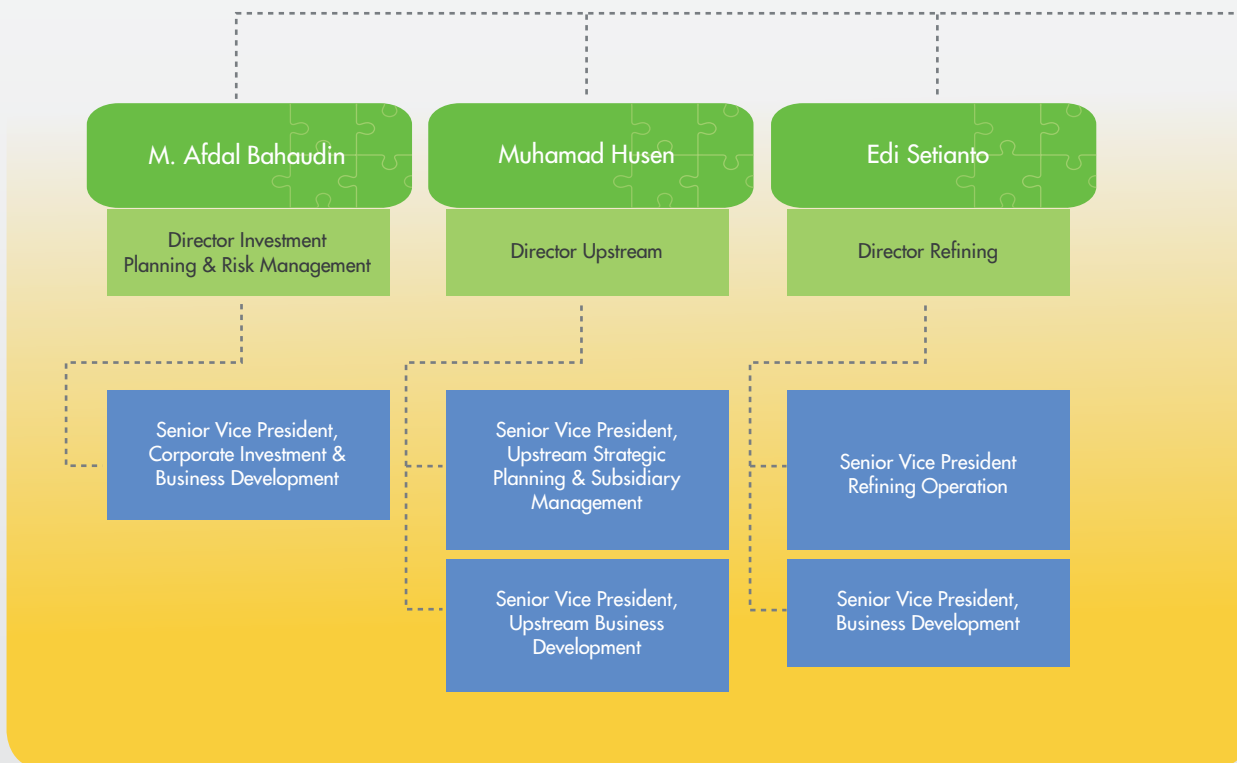 M. Afdal Bahaudin
Director Investment
Planning & Risk Management
Senior Vice President,
Corporate Investment &
Business Development
Muhamad Husen
Director Upstream
Senior Vice President,
Upstream Strategic
Planning & Subsidiary
Management
Senior Vice President,
Upstream Business
Development
Edi Setianto
Director Refining
Senior Vice President
Refining Operation
Senior Vice President,
Business Development